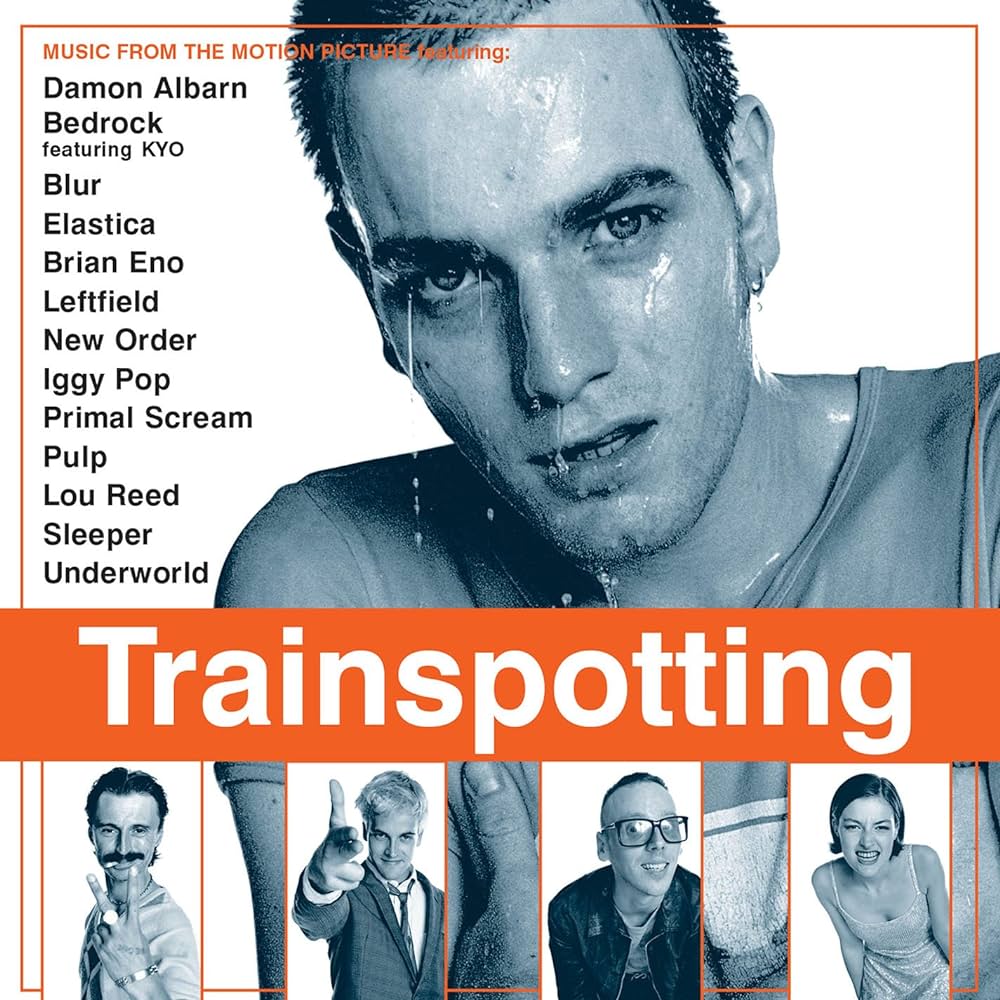 MUSIC FROM THE MOTION PICTURE featuring:
Damon Albarn
Bedrock
featuring KYO
Blur
Elastica
Brian Eno
Leftfield
New Order
Iggy Pop
Primal Scream
Pulp
Lou Reed
Sleeper
Underworld
Trainspotting